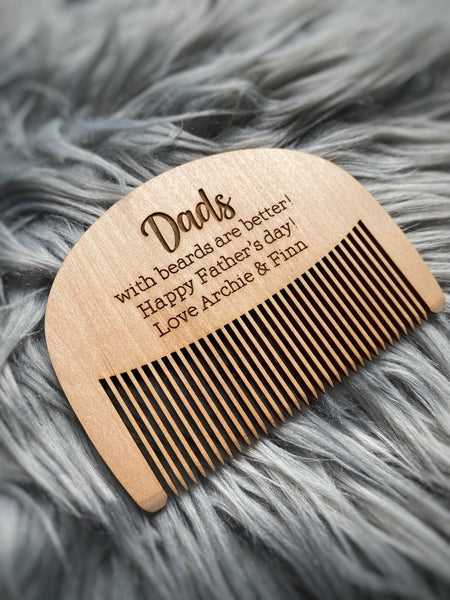 Dads
with beards are better!
Happy Father's day!
Love Archie & Finn